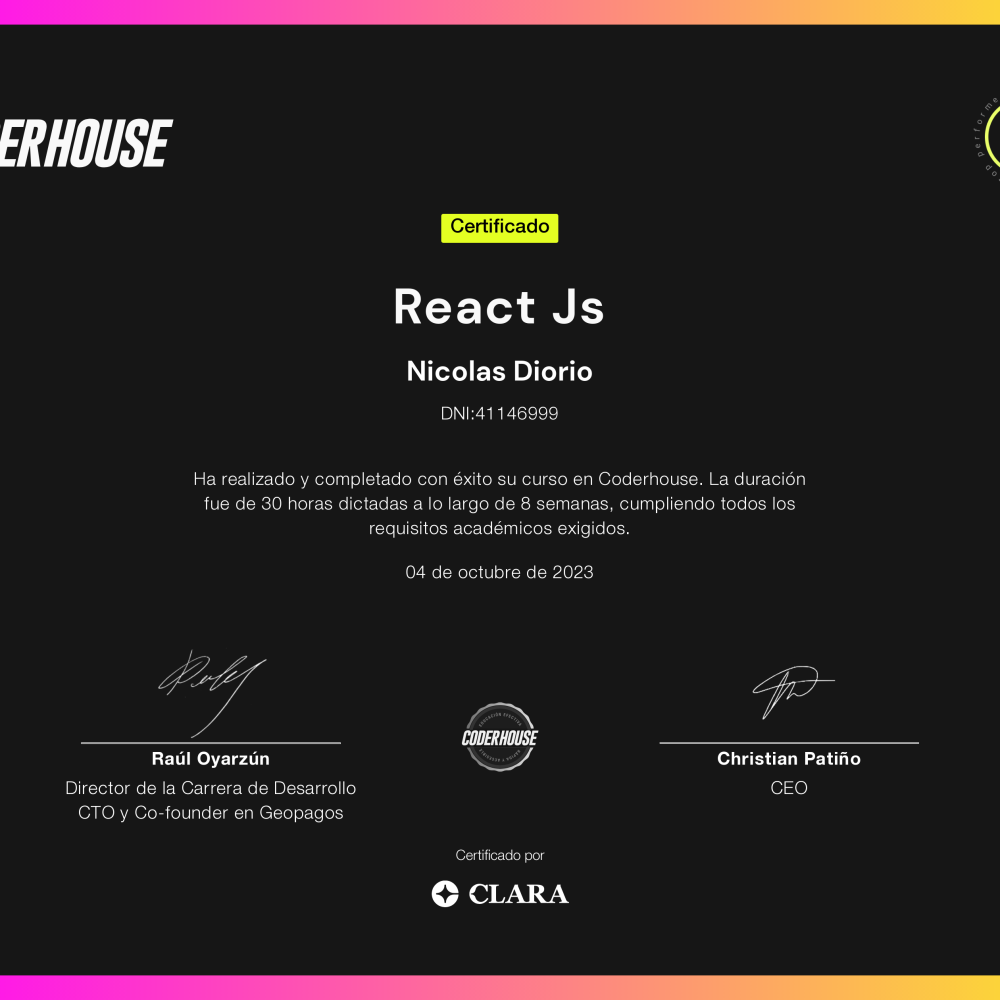 DERHOUSE
top performe
Certificado
React Js
Nicolas Diorio
DNI:41146999
Ha realizado y completado con éxito su curso en Coderhouse. La duración
fue de 30 horas dictadas a lo largo de 8 semanas, cumpliendo todos los
requisitos académicos exigidos.
04 de octubre de 2023
CODERHOUSE
Raúl Oyarzún
Director de la Carrera de Desarrollo
CTO y Co-founder en Geopagos
Christian Patiño
CEO
Certificado por
CLARA